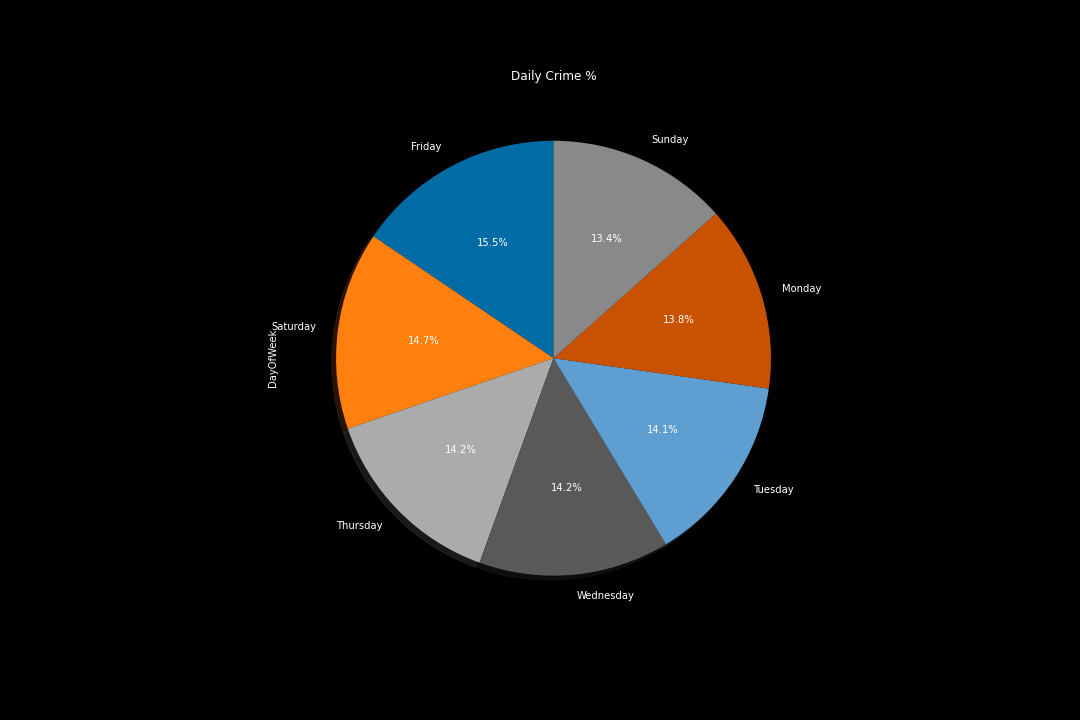 Daily Crime %
Friday
Sunday
15.5%
13.4%
Monday
13.8%
Saturday
14.7%
DayOfWeek
14.1%
14.2%
14.2%
Tuesday
Thursday
Wednesday